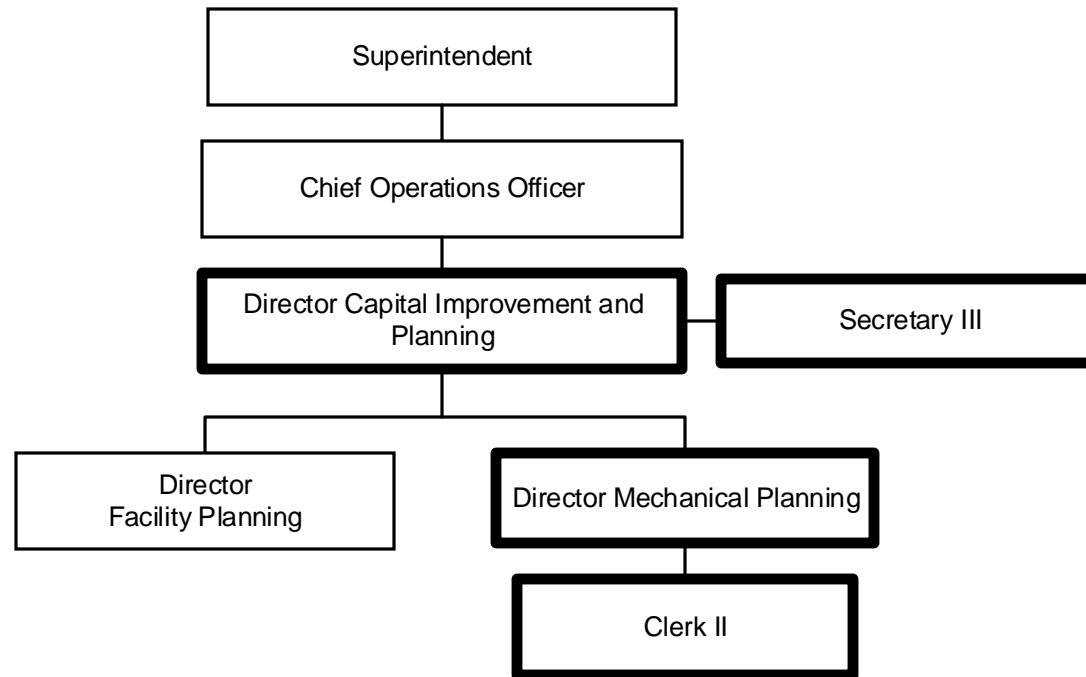 Superintendent
Chief Operations Officer
Director Capital Improvement and
Planning
Secretary III
Director
Facility Planning
Director Mechanical Planning
Clerk II